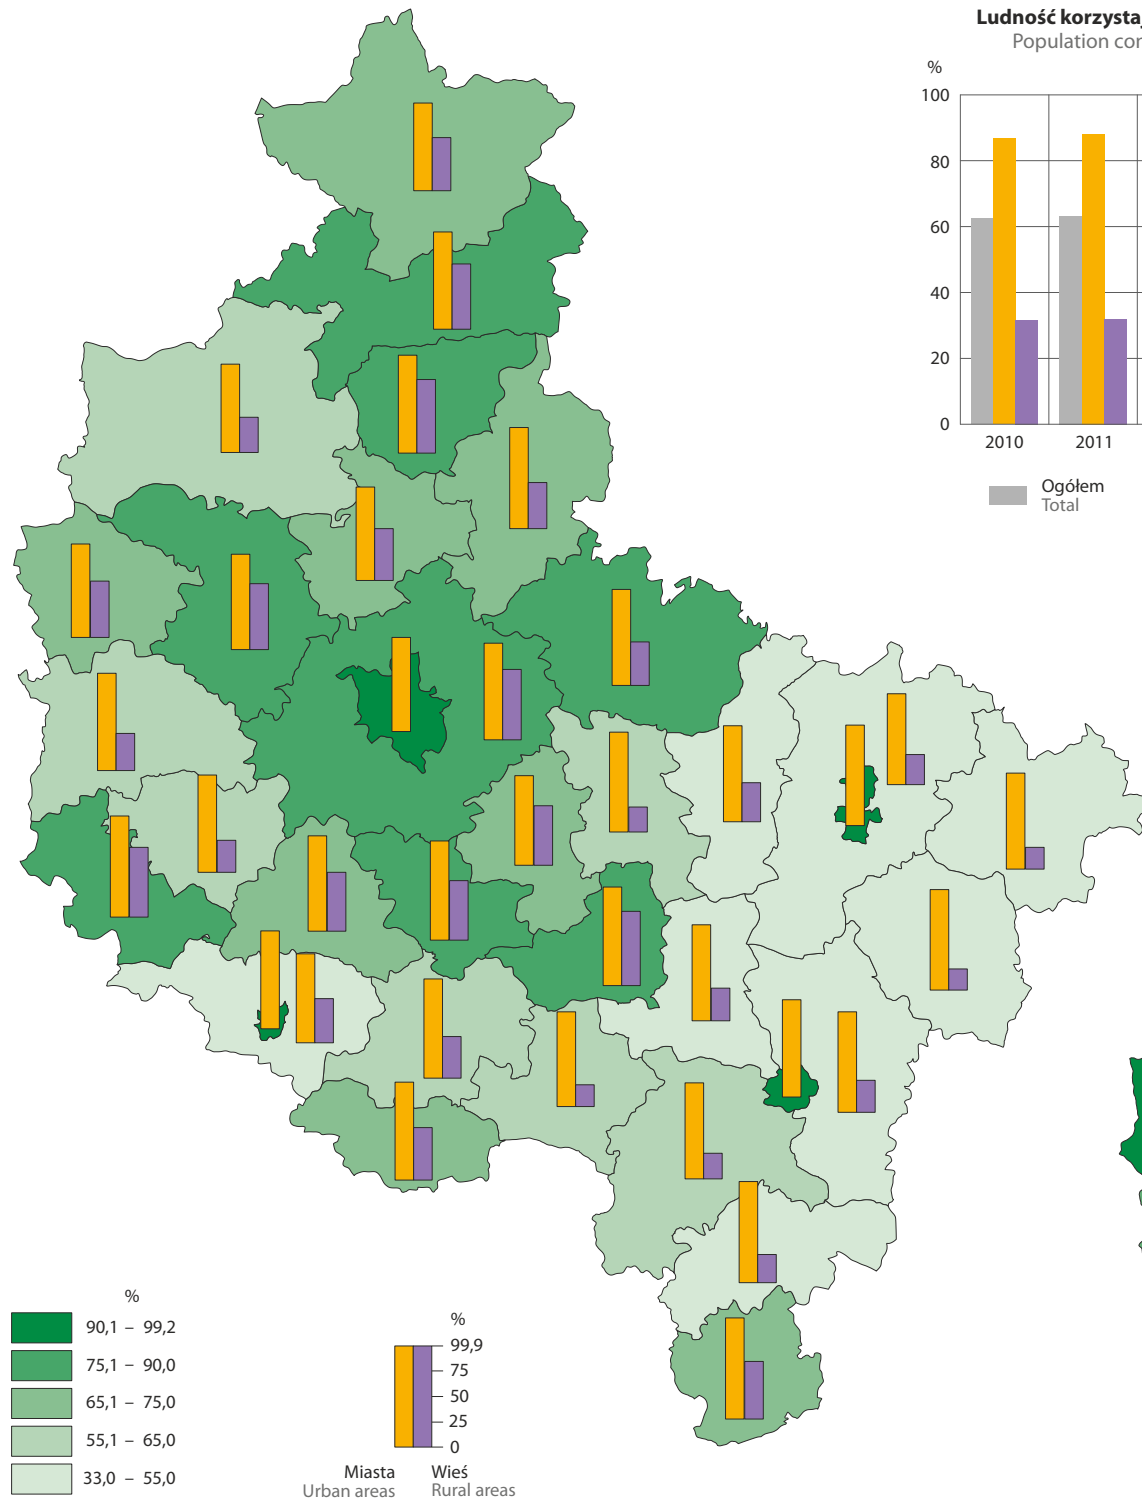 Ludność korzysta
Population con
%
100
80
60
40
20
0
2010 2011
Ogółem
Total
%
90,1 – 99,2
75,1 – 90,0
65,1 – 75,0
55,1 – 65,0
33,0 – 55,0
%
99,9
75
50
25
0
Miasta Wieś
Urban areas Rural areas